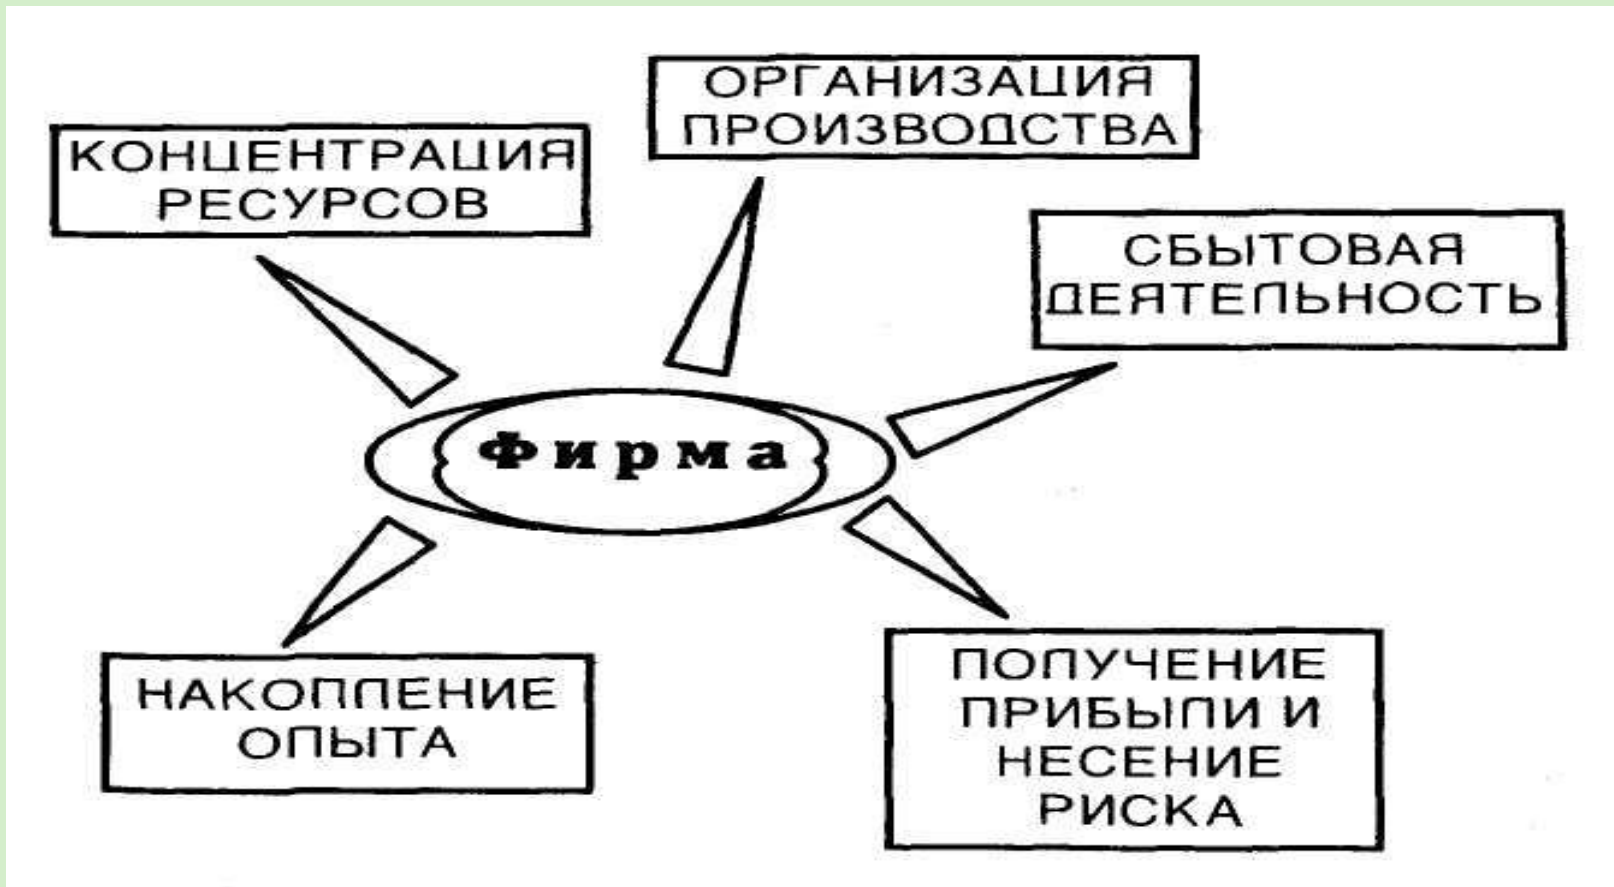 ОРГАНИЗАЦИЯ
ПРОИЗВОДСТВА
КОНЦЕНТРАЦИЯ
РЕСУРСОВ
СБЫТОВАЯ
ДЕЯТЕЛЬНОСТЬ
Фирма
НАКОПЛЕНИЕ
ОПЫТА
ПОЛУЧЕНИЕ
ПРИБЫЛИ И
НЕСЕНИЕ
РИСКА